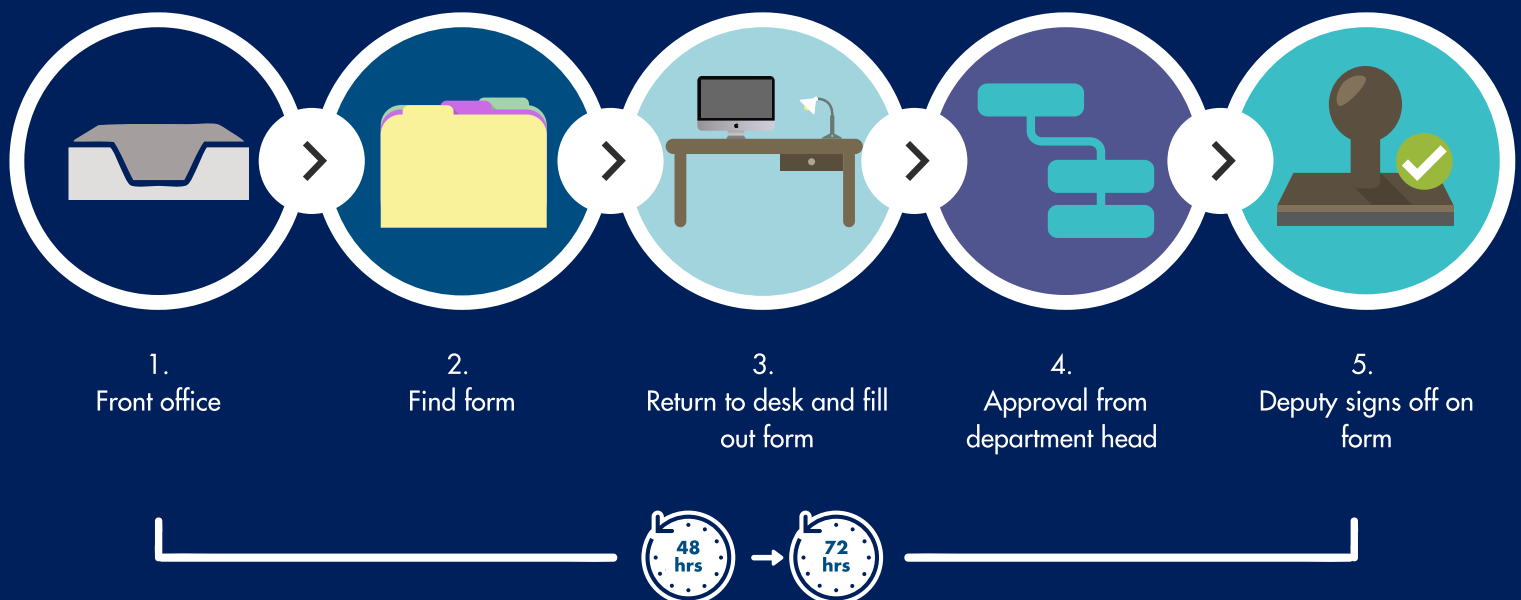 1.
Front office
2.
Find form
3.
Return to desk and fill
out form
4.
Approval from
department head
5.
Deputy signs off on
form
48
hrs
72
hrs